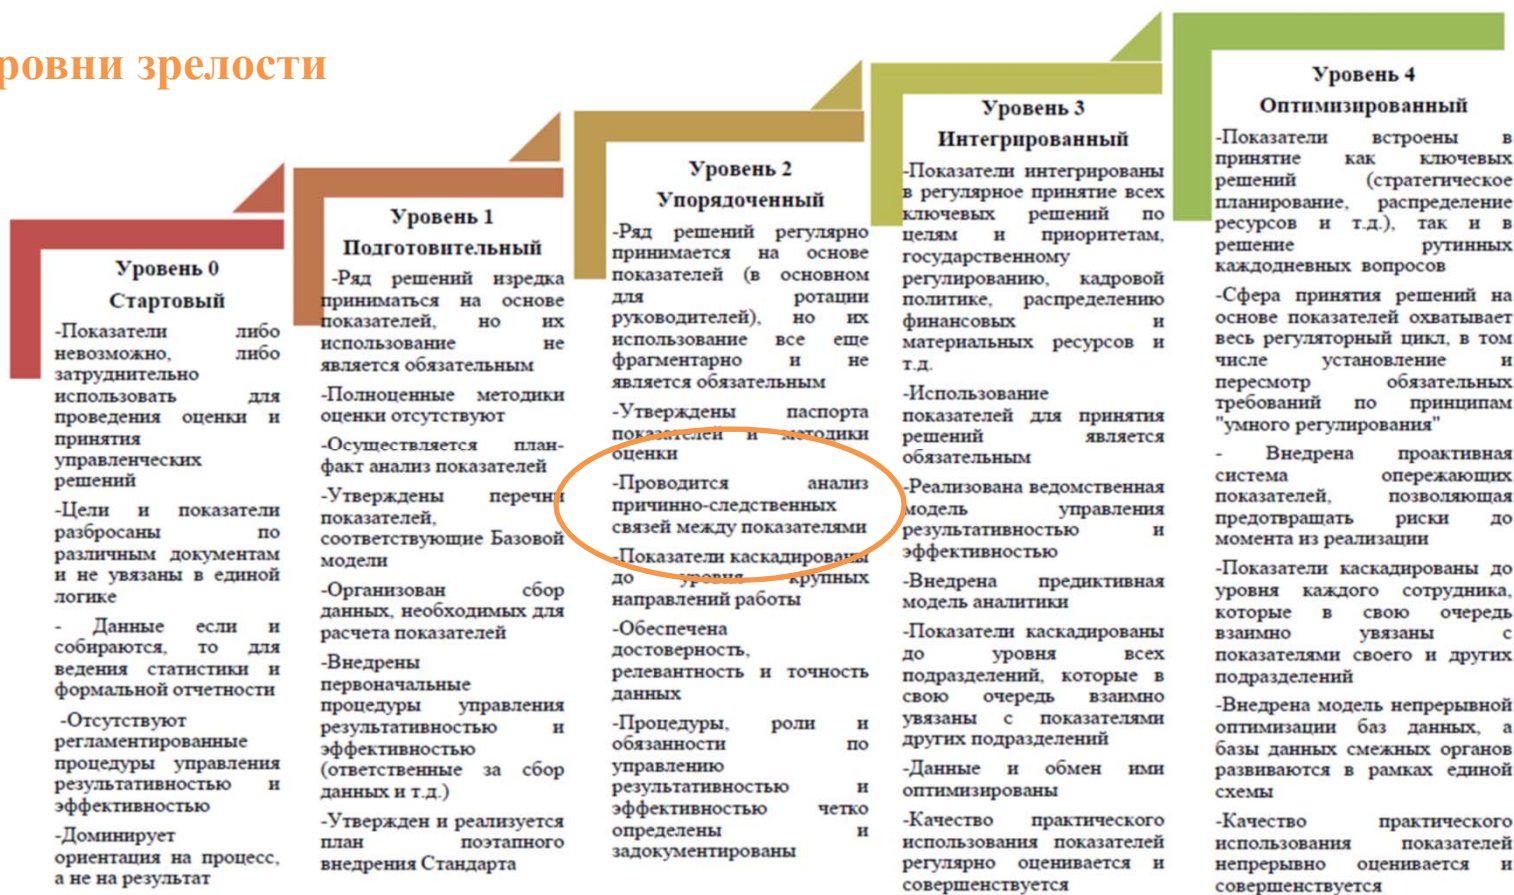 ровни зрелости
Уровень 0
Стартовый
-Показатели либо
невозможно, либо
затруднительно
использовать для
проведения оценки и
принятия
управленческих
решений
-Цели и показатели
разбросаны по
различным документам
и не увязаны в единой
логике
- Данные если и
собираются, то для
ведения статистики и
формальной отчетности
-Отсутствуют
регламентированные
процедуры управления
результативностью и
эффективностью
-Доминирует
ориентация на процесс,
а не на результат
Уровень 1
Подготовительный
-Ряд решений изредка
приниматься на основе
показателей, но их
использование не
является обязательным
-Полноценные методики
оценки отсутствуют
-Осуществляется план-
факт анализ показателей
-Утверждены перечни
показателей,
соответствующие Базовой
модели
-Организован сбор
данных, необходимых для
расчета показателей
-Внедрены
первоначальные
процедуры управления
результативностью и
эффективностью
(ответственные за сбор
данных и т.д.)
-Утвержден и реализуется
план поэтапного
внедрения Стандарта
Уровень 2
Упорядоченный
-Ряд решений регулярно
принимается на основе
показателей (в основном
для ротации
руководителей), но их
использование все еще
фрагментарно и не
является обязательным
-Утверждены паспорта
показателей и методики
оценки
-Проводится анализ
причинно-следственных
связей между показателями
-Показатели каскадированы
до уровня крупных
направлений работы
-Обеспечена
достоверность,
релевантность и точность
данных
-Процедуры, роли и
обязанности по
управлению
результативностью и
эффективностью четко
определены и
задокументированы
Уровень 3
Интегрированный
-Показатели интегрированы
в регулярное принятие всех
ключевых решений по
целям и приоритетам,
государственному
регулированию, кадровой
политике, распределению
финансовых и
материальных ресурсов и
т.д.
-Использование
показателей для принятия
решений является
обязательным
-Реализована ведомственная
модель управления
результативностью и
эффективностью
-Внедрена предиктивная
модель аналитики
-Показатели каскадированы
до уровня всех
подразделений, которые в
свою очередь взаимно
увязаны с показателями
других подразделений
-Данные и обмен ими
оптимизированы
-Качество практического
использования показателей
регулярно оценивается и
совершенствуется
Уровень 4
Оптимизированный
-Показатели встроены в
принятие как ключевых
решений (стратегическое
планирование, распределение
ресурсов и т.д.), так и в
решение рутинных
каждодневных вопросов
-Сфера принятия решений на
основе показателей охватывает
весь регуляторный цикл, в том
числе установление и
пересмотр обязательных
требований по принципам
"умного регулирования"
- Внедрена проактивная
система опережающих
показателей, позволяющая
предотвращать риски до
момента из реализации
-Показатели каскадированы до
уровня каждого сотрудника,
которые в свою очередь
взаимно увязаны с
показателями своего и других
подразделений
-Внедрена модель непрерывной
оптимизации баз данных, а
базы данных смежных органов
развиваются в рамках единой
схемы
-Качество практического
использования показателей
непрерывно оценивается и
совершенствуется